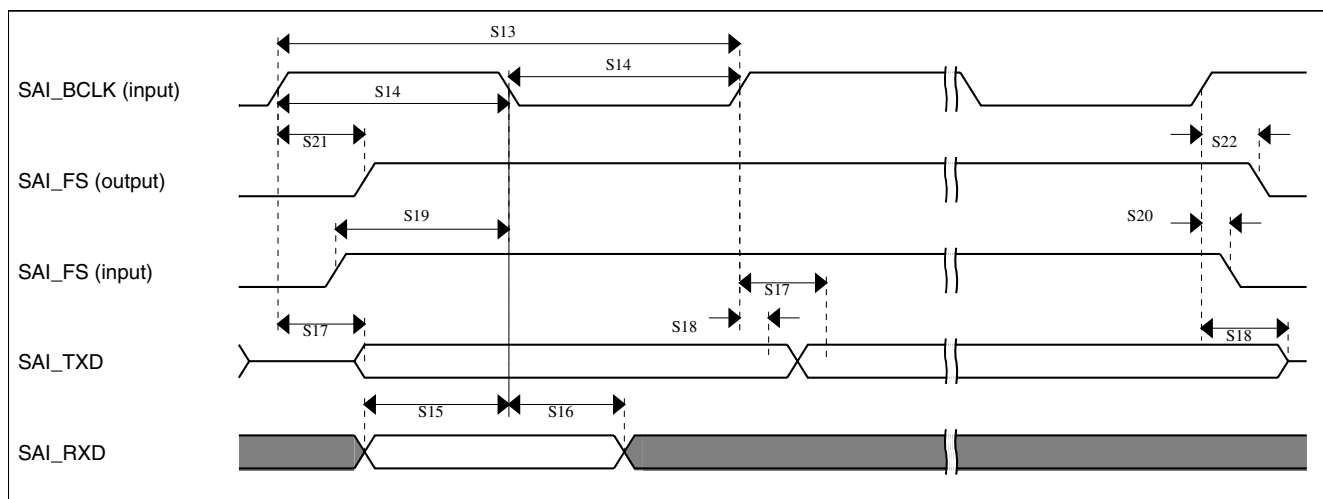 S13
SAI_BCLK (input)
S14
S14
S21
S22
SAI_FS (output)
S19
S20
SAI_FS (input)
S17
S17
S18
S18
SAI_TXD
S15
S16
SAI_RXD